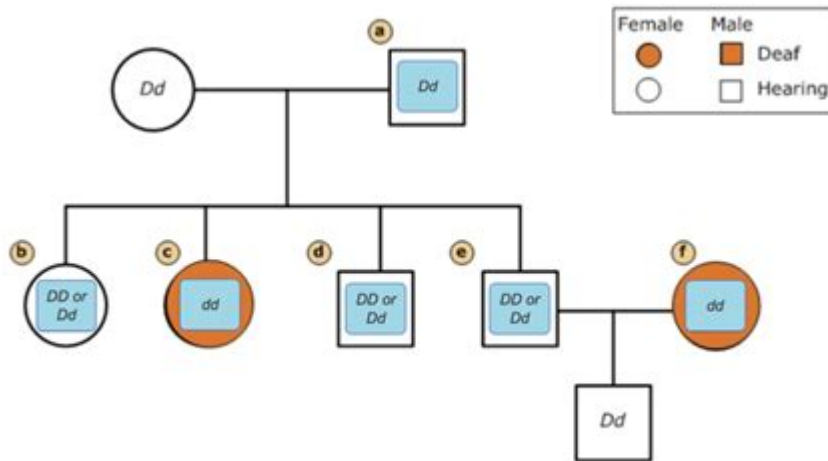 Female Male
Deaf
Hearing
a
Dd
Dd
b
c
d
e
f
DD or
Dd
dd
DD or
Dd
DD or
Dd
dd
Dd